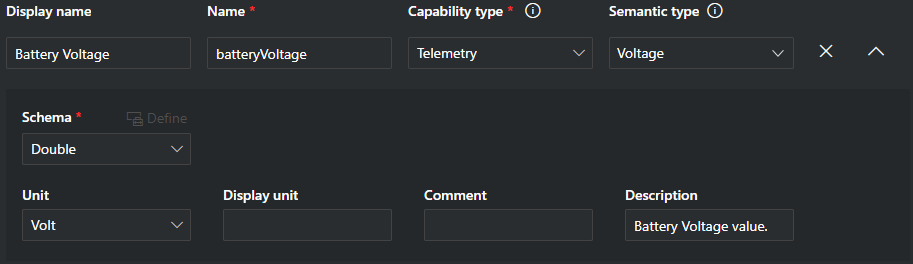 Display name Name * Capability type * Semantic type
Battery Voltage batteryVoltage Telemetry Voltage
Schema * Define
Double
Unit Display unit Comment Description
Volt Battery Voltage value.